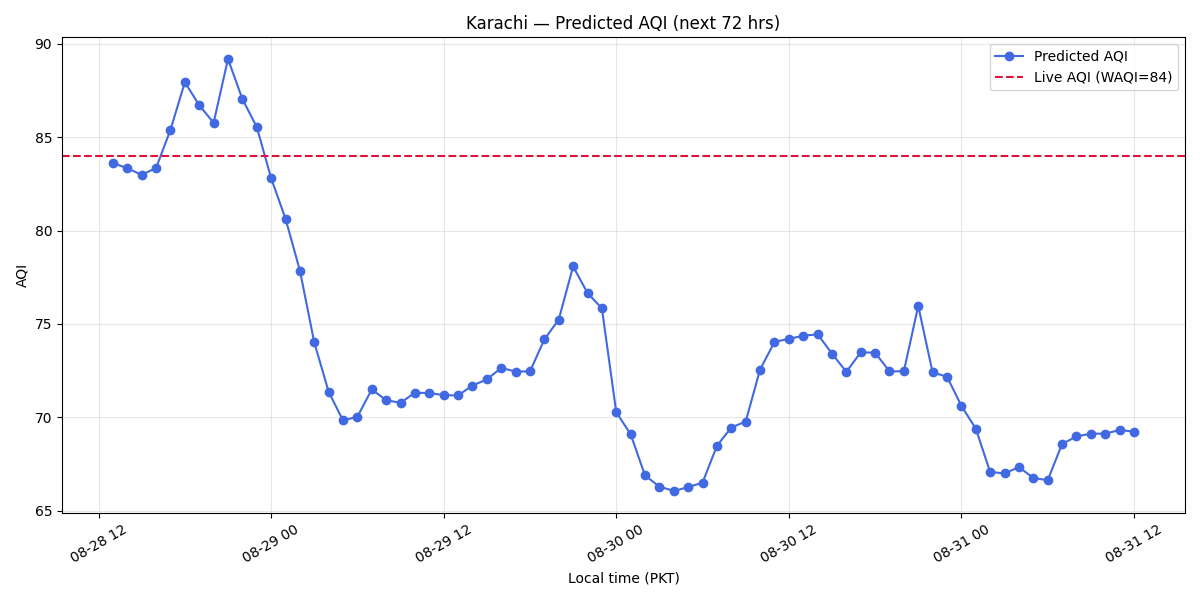 Karachi — Predicted AQI (next 72 hrs)
Predicted AQI
Live AQI (WAQI=84)
90
85
80
75
70
65
AQI
08-28 12
08-29 00
08-29 12
08-30 00
08-30 12
08-31 00
08-31 12
Local time (PKT)